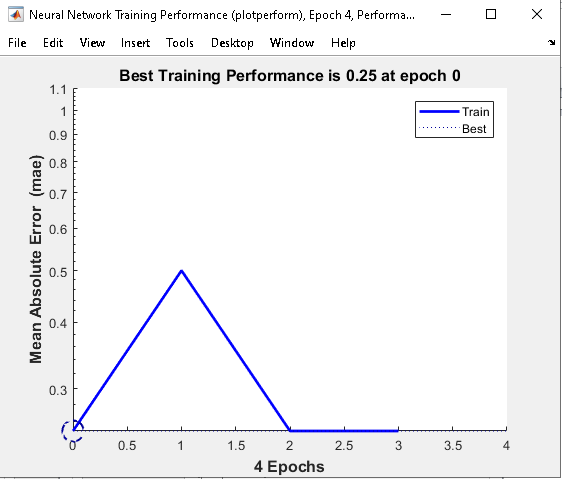 Neural Network Training Performance (plotperform), Epoch 4, Performa...
File Edit View Insert Tools Desktop Window Help
Best Training Performance is 0.25 at epoch 0
1.1
1
0.9
0.8
0.7
0.6
0.5
0.4
0.3
Mean Absolute Error (mae)
Train
Best
0 0.5 1 1.5 2 2.5 3 3.5 4
4 Epochs